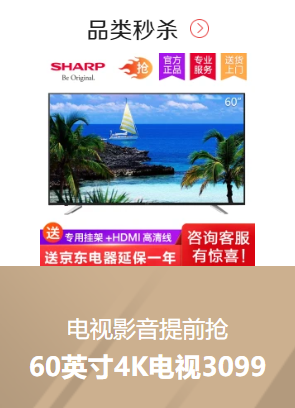 品类秒杀
SHARP
Be Original.
抢
官方
正品
专业
服务
送货
上门
60"
送
专用挂架+HDMI 高清线
送京东电器延保一年
咨询客服
有惊喜!
电视影音提前抢
60英寸4K电视3099